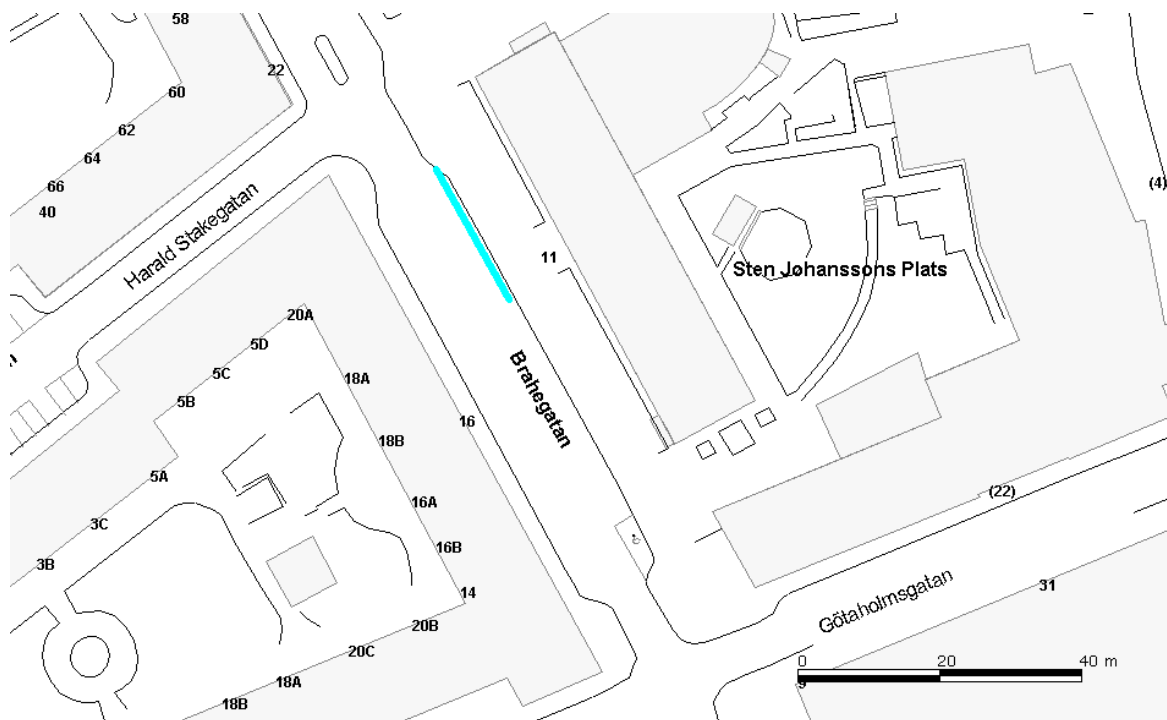 58
22
60
62
64
66
40
Harald Stakegatan
11
Sten Johanssons Plats
(4)
20A
5D
5C
18A
5B
Brahegatan
16
18B
5A
16A
(22)
3C
16B
3B
14
31
Götaholmsgatan
20B
20C
0 20 40 m
18A
18B